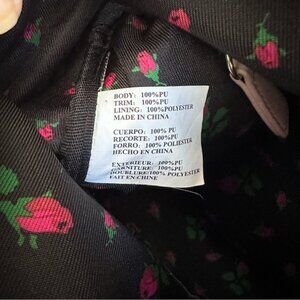 BODY: 100%PU
TRIM: 100%PU
LINING: 100%POLYESTER
MADE IN CHINA
CUERPO: 100% PU
RECORTE: 100% PU
FORRO: 100% POLIESTER
HECHO EN CHINA
EXTERIEUR: 100%PU
GARNITURE: 100%PU
DOUBLURE:100% POLYESTER
FAIT EN CHINE